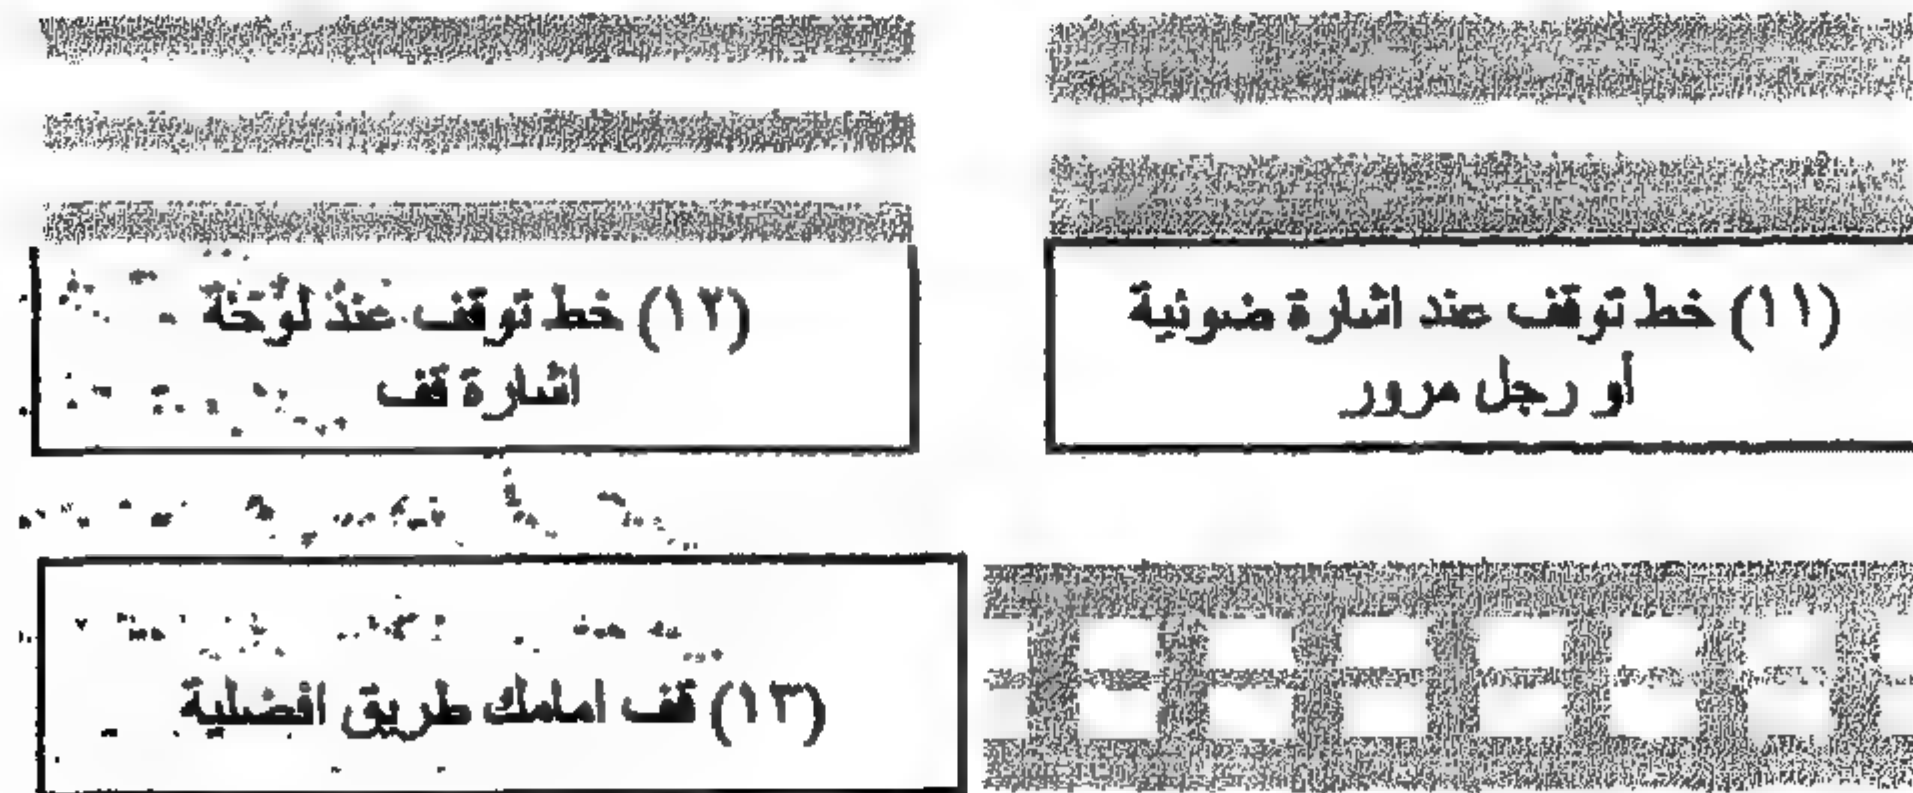 (١١) خط توقف عند اشارة ضوئية
أو رجل مرور
(١٢) خط توقف عند لوحة
اشارة قف
(١٣) قف امامك طريق افضلية